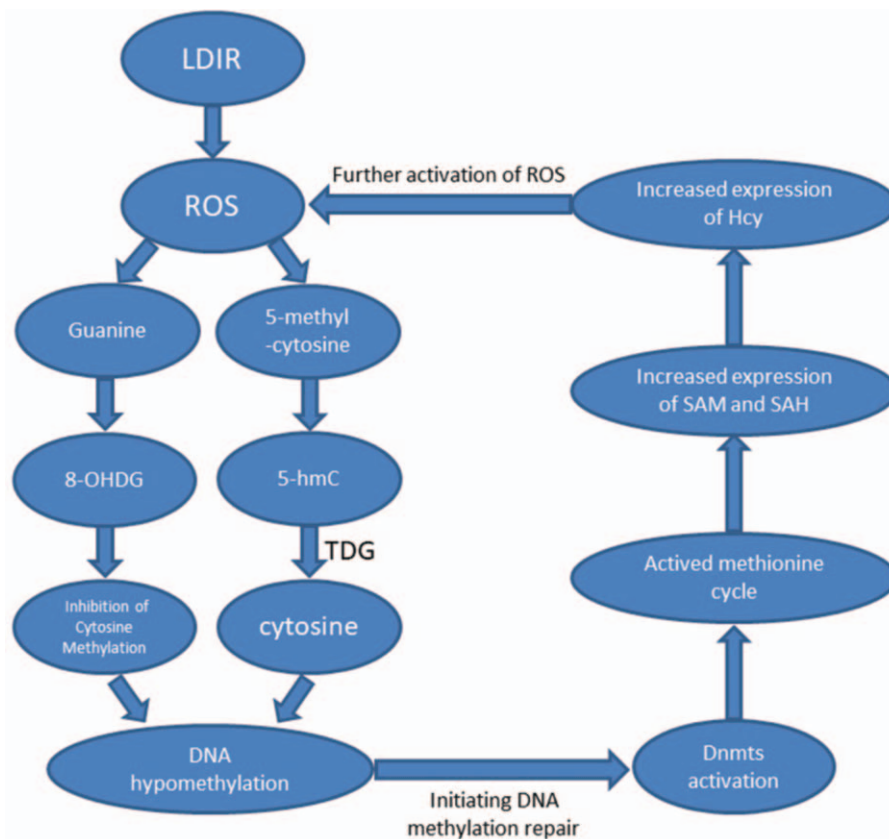 LDIR
Further activation of ROS
ROS
Increased expression
of Hcy
Guanine
5-methyl
-cytosine
Increased expression
of SAM and SAH
8-OHDG
5-hmC
TDG
Actived methionine
cycle
Inhibition of
Cytosine
Methylation
cytosine
DNA
hypomethylation
Initiating DNA
methylation repair
Dnmts
activation